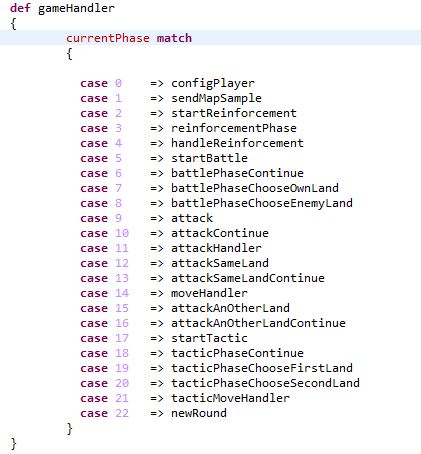 def gameHandler
{
currentPhase match
{
case 0 => configPlayer
case 1 => sendMapSample
case 2 => startReinforcement
case 3 => reinforcementPhase
case 4 => handleReinforcement
case 5 => startBattle
case 6 => battlePhaseContinue
case 7 => battlePhaseChooseOwnLand
case 8 => battlePhaseChooseEnemyLand
case 9 => attack
case 10 => attackContinue
case 11 => attackHandler
case 12 => attackSameLand
case 13 => attackSameLandContinue
case 14 => moveHandler
case 15 => attackAnOtherLand
case 16 => attackAnOtherLandContinue
case 17 => startTactic
case 18 => tacticPhaseContinue
case 19 => tacticPhaseChooseFirstLand
case 20 => tacticPhaseChooseSecondLand
case 21 => tacticMoveHandler
case 22 => newRound
}
}